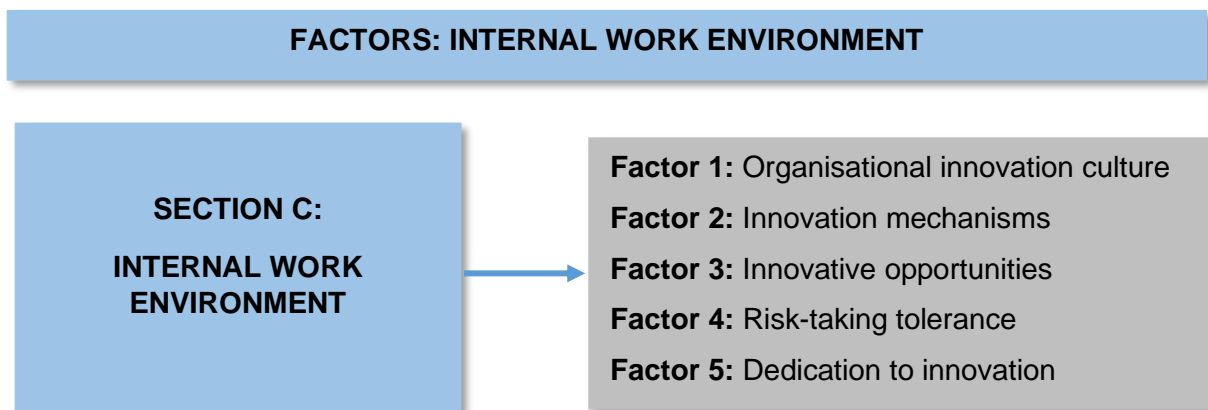 FACTORS: INTERNAL WORK ENVIRONMENT
SECTION C:
INTERNAL WORK
ENVIRONMENT
Factor 1: Organisational innovation culture
Factor 2: Innovation mechanisms
Factor 3: Innovative opportunities
Factor 4: Risk-taking tolerance
Factor 5: Dedication to innovation